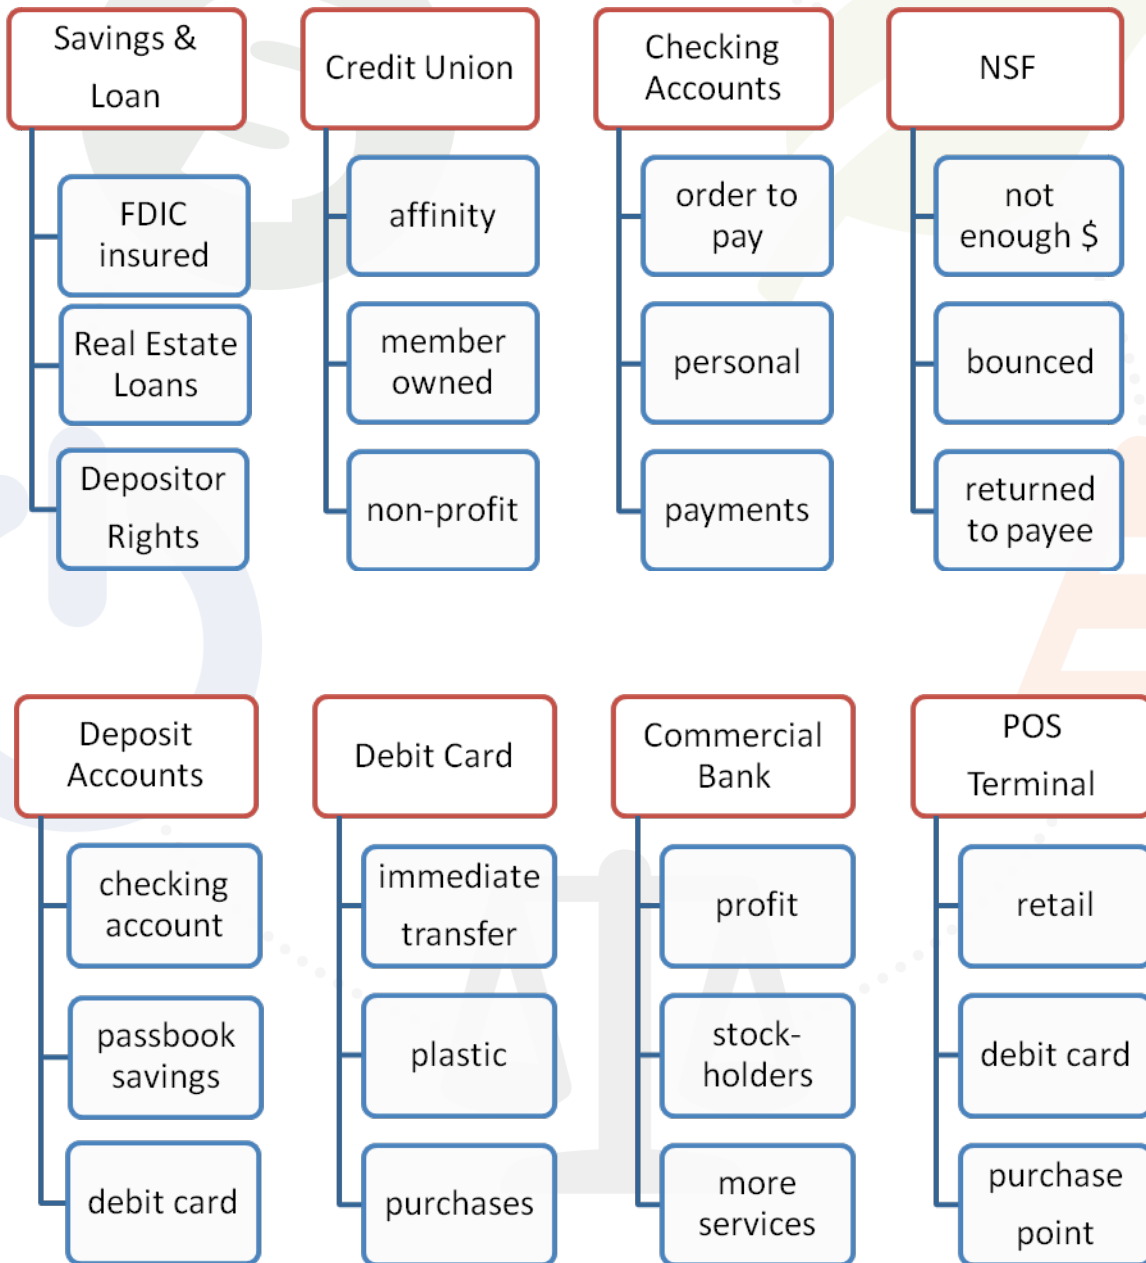 Savings &
Loan
FDIC
insured
Real Estate
Loans
Depositor
Rights
Credit Union
affinity
member
owned
non-profit
Checking
Accounts
order to
pay
personal
payments
NSF
not
enough $
bounced
returned
to payee
Deposit
Accounts
checking
account
passbook
savings
debit card
Debit Card
immediate
transfer
plastic
purchases
Commercial
Bank
profit
stock-
holders
more
services
POS
Terminal
retail
debit card
purchase
point